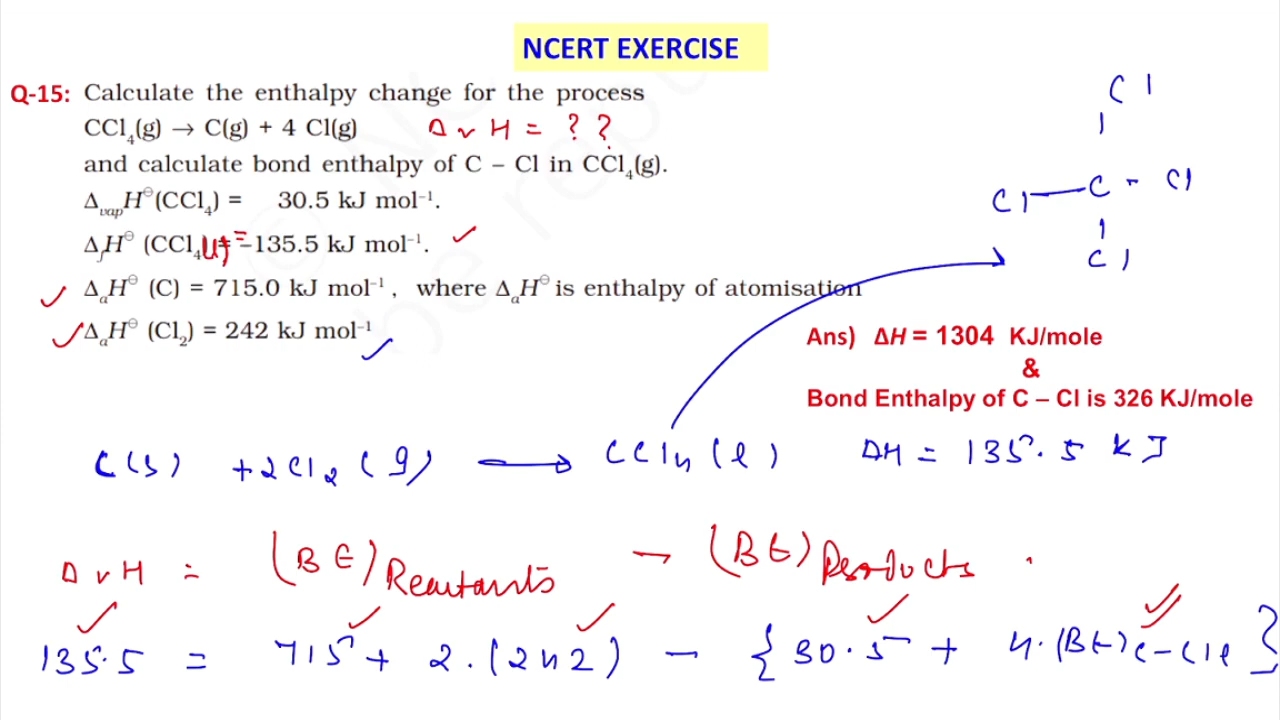 NCERT EXERCISE
Q-15: Calculate the enthalpy change for the process
CCl₄(g) → C(g) + 4 Cl(g) ΔrH = ??
and calculate bond enthalpy of C – Cl in CCl₄(g).
ΔvapH⊖(CCl₄) = 30.5 kJ mol⁻¹.
ΔfH⊖ (CCl₄) = –135.5 kJ mol⁻¹.
ΔaH⊖ (C) = 715.0 kJ mol⁻¹ , where ΔaH⊖ is enthalpy of atomisation
ΔaH⊖ (Cl₂) = 242 kJ mol⁻¹
Cl
Cl — C - Cl
Cl
Ans) ΔH = 1304 KJ/mole
&
Bond Enthalpy of C – Cl is 326 KJ/mole
C(s) + 2Cl₂(g) → CCl₄(l) ΔH = 135.5 KJ
ΔrH = (BE)Reactants – (BE)Products
135.5 = 715 + 2.(242) – {30.5 + 4.(BE)C–Cl}